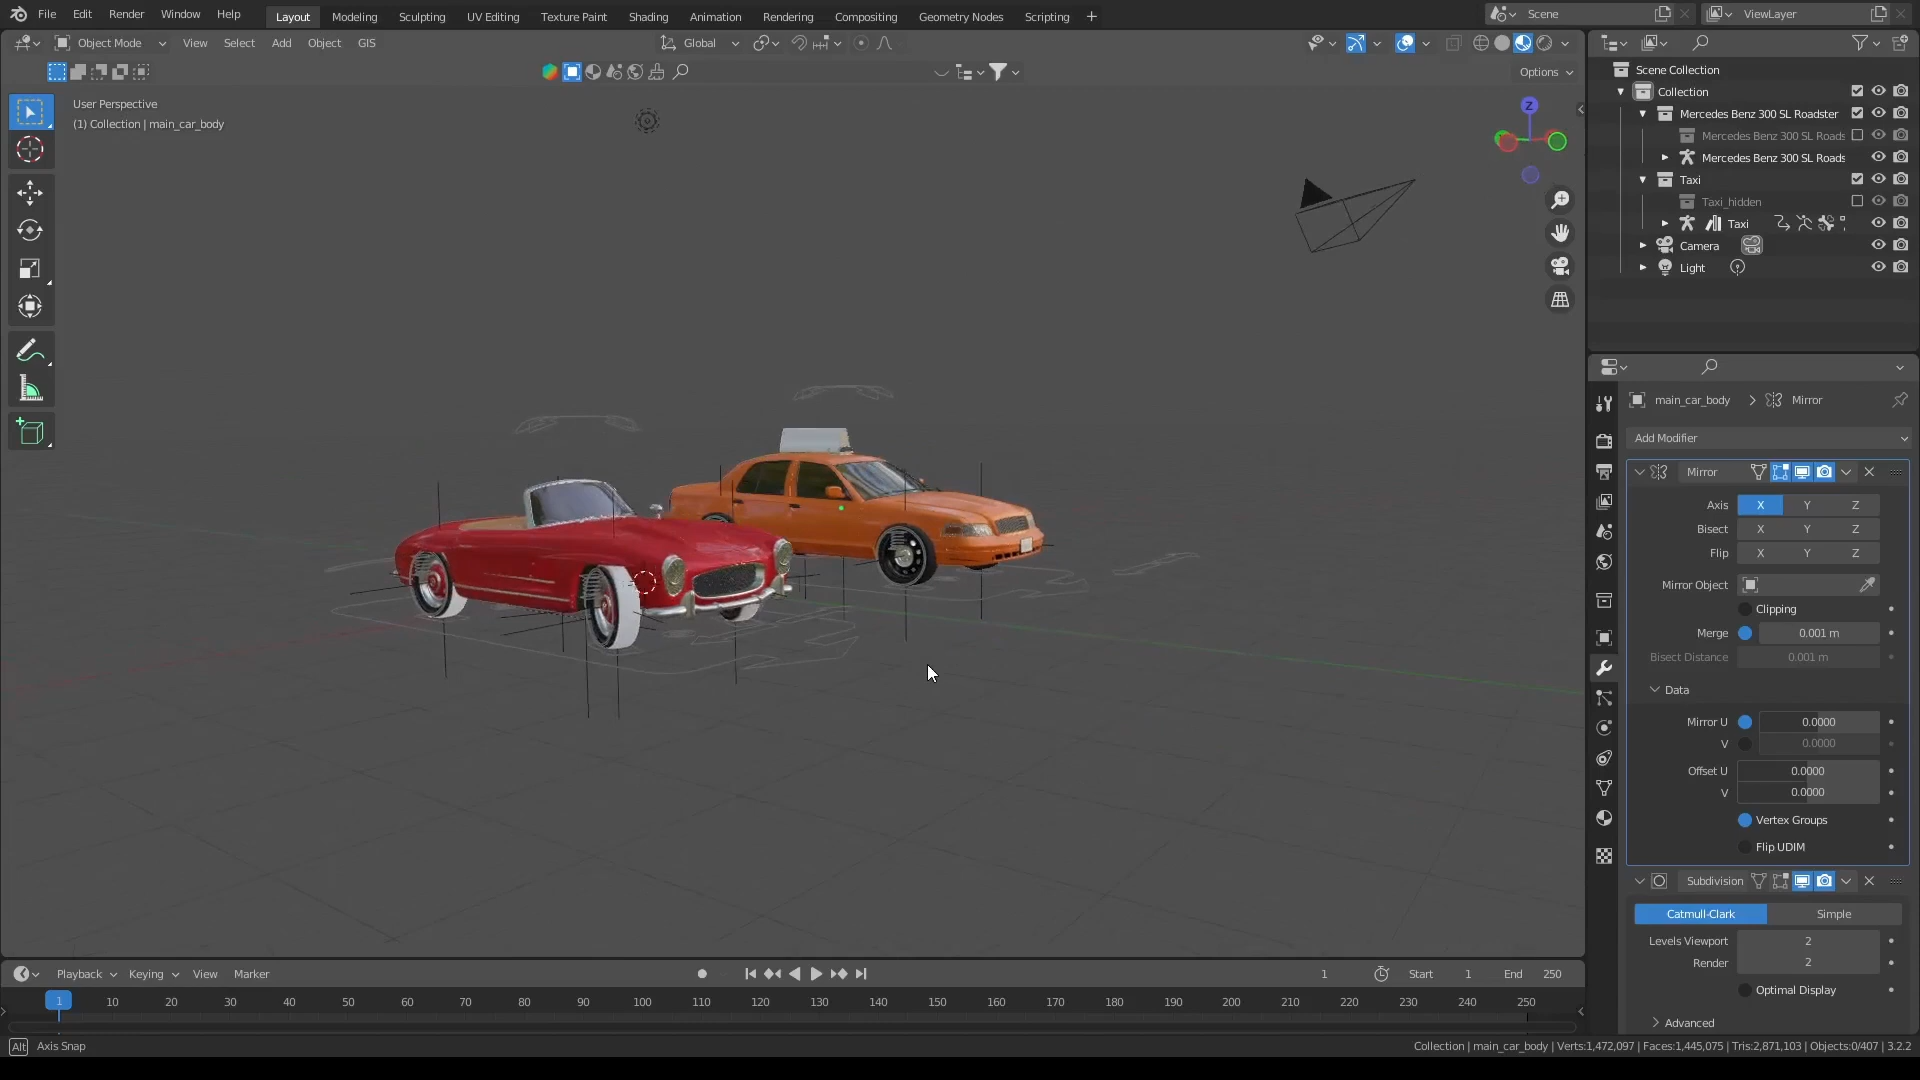 File Edit Render Window Help Layout Modeling Sculpting UV Editing Texture Paint Shading Animation Rendering Compositing Geometry Nodes Scripting + Scene ViewLayer
Object Mode View Select Add Object GIS Global
Options
User Perspective
(1) Collection | main_car_body
Z
Scene Collection
Collection
Mercedes Benz 300 SL Roadster
Mercedes Benz 300 SL Roads
Mercedes Benz 300 SL Roads
Taxi
Taxi_hidden
Taxi
Camera
Light
main_car_body > Mirror
Add Modifier
Mirror
Axis X Y Z
Bisect X Y Z
Flip X Y Z
Mirror Object
Clipping
Merge 0.001 m
Bisect Distance 0.001 m
Data
Mirror U 0.0000
V 0.0000
Offset U 0.0000
V 0.0000
Vertex Groups
Flip UDIM
Subdivision
Catmull-Clark Simple
Levels Viewport 2
Render 2
Optimal Display
Advanced
Playback Keying View Marker 1 Start 1 End 250
1 10 20 30 40 50 60 70 80 90 100 110 120 130 140 150 160 170 180 190 200 210 220 230 240 250
Alt Axis Snap
Collection | main_car_body | Verts:1,472,097 | Faces:1,445,075 | Tris:2,871,103 | Objects:0/407 | 3.2.2